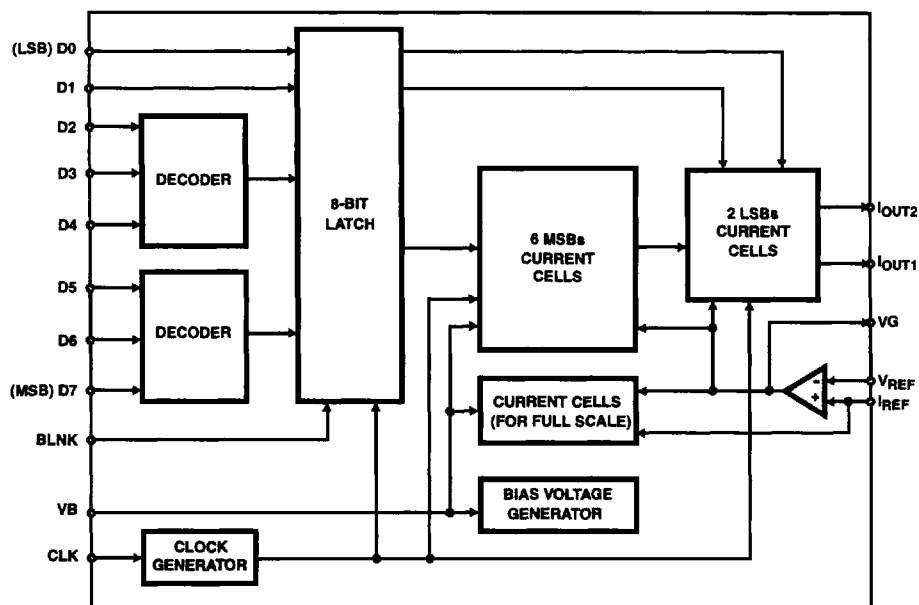 (LSB) D0
D1
D2
D3
D4
D5
D6
(MSB) D7
BLNK
VB
CLK
DECODER
DECODER
CLOCK
GENERATOR
8-BIT
LATCH
6 MSBs
CURRENT
CELLS
CURRENT CELLS
(FOR FULL SCALE)
BIAS VOLTAGE
GENERATOR
2 LSBs
CURRENT
CELLS
-
+
IOUT2
IOUT1
VG
VREF
IREF